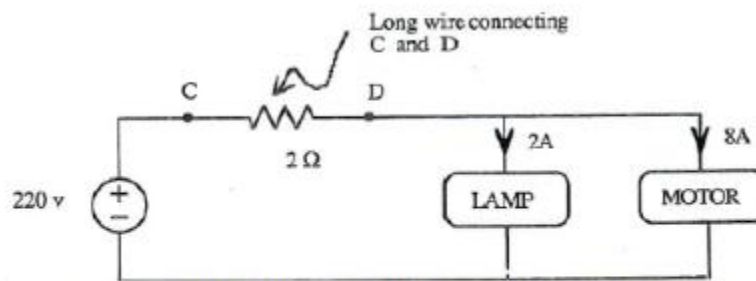 Long wire connecting
C and D
C
D
2 Ω
2A
8A
220 v
+
−
LAMP
MOTOR